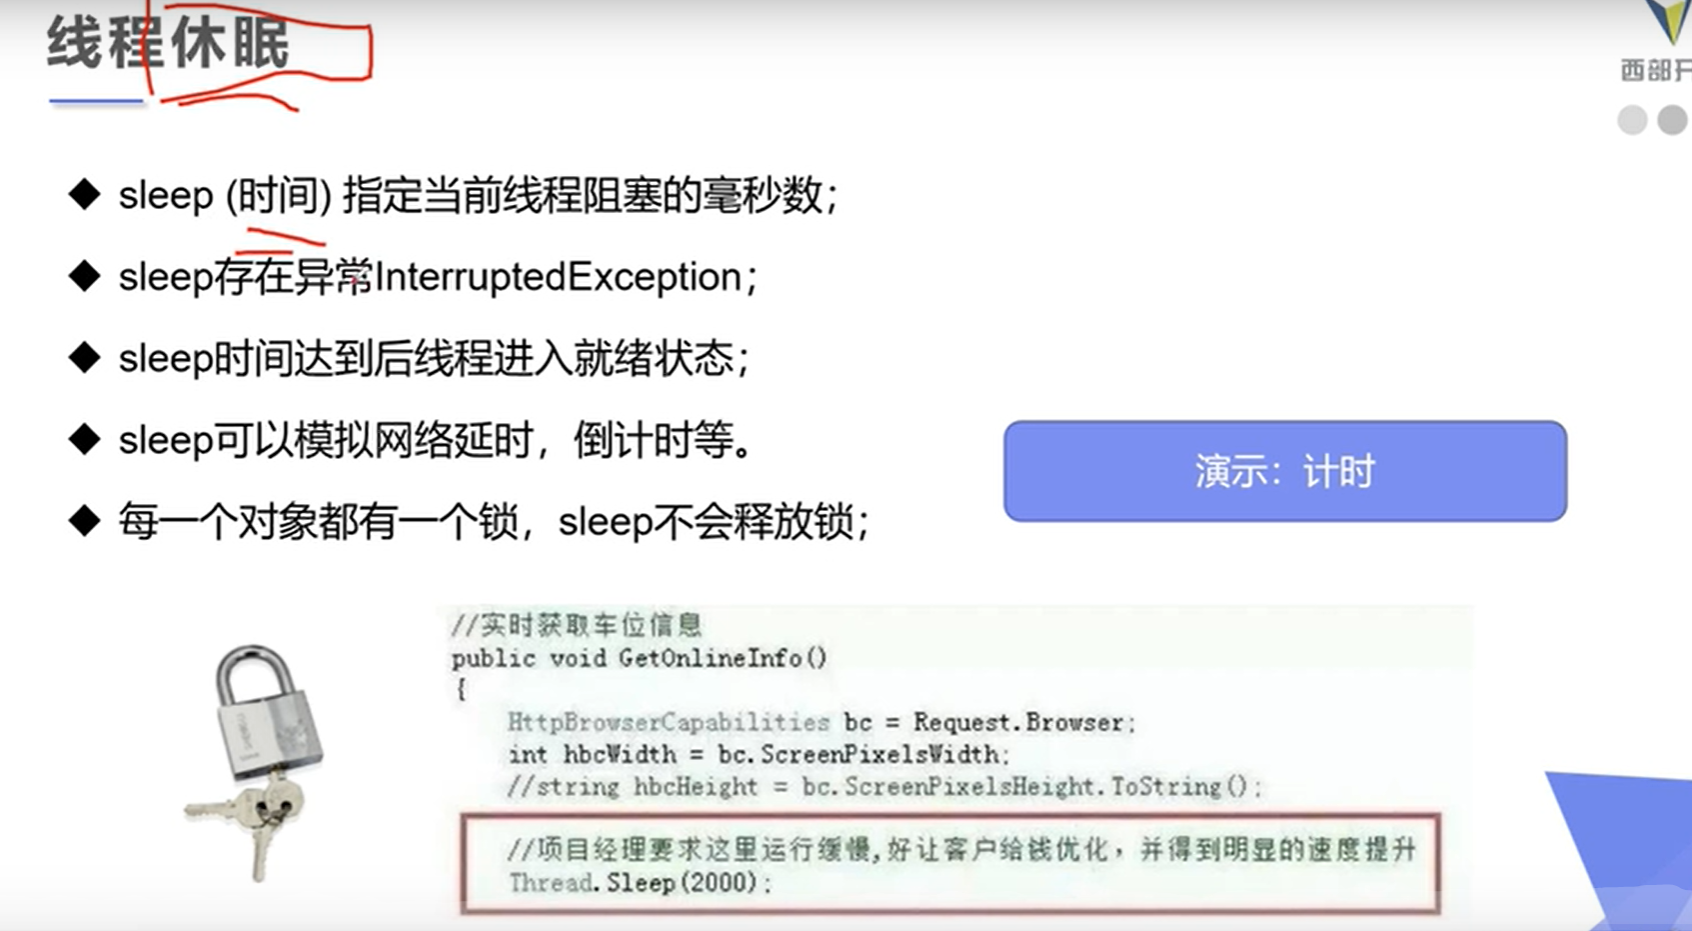 线程休眠
西部开
◆ sleep (时间) 指定当前线程阻塞的毫秒数；
◆ sleep存在异常InterruptedException；
◆ sleep时间达到后线程进入就绪状态；
◆ sleep可以模拟网络延时，倒计时等。
演示：计时
◆ 每一个对象都有一个锁，sleep不会释放锁；
//实时获取车位信息
public void GetOnlineInfo()
{
HttpBrowserCapabilities bc = Request.Browser;
int hbcWidth = bc.ScreenPixelsWidth;
//string hbcHeight = bc.ScreenPixelsHeight.ToString();
//项目经理要求这里运行缓慢,好让客户给钱优化，并得到明显的速度提升
Thread.Sleep(2000);